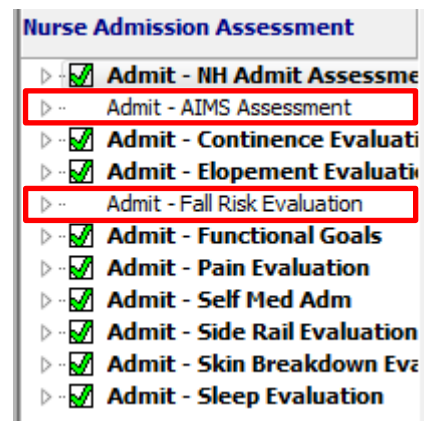 Nurse Admission Assessment
Admit - NH Admit Assessme
Admit - AIMS Assessment
Admit - Continence Evaluati
Admit - Elopement Evaluati
Admit - Fall Risk Evaluation
Admit - Functional Goals
Admit - Pain Evaluation
Admit - Self Med Adm
Admit - Side Rail Evaluation
Admit - Skin Breakdown Eva
Admit - Sleep Evaluation